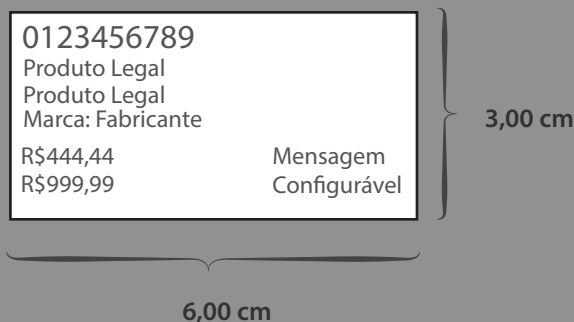 0123456789
Produto Legal
Produto Legal
Marca: Fabricante
R$444,44 Mensagem
R$999,99 Configurável
3,00 cm
6,00 cm